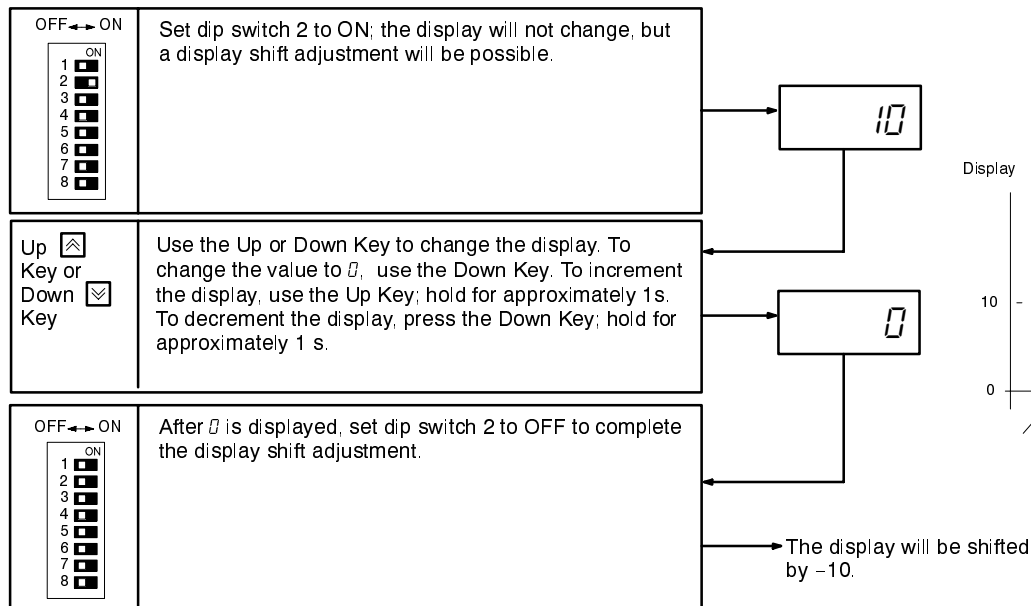 OFF ON
ON
1
2
3
4
5
6
7
8
Set dip switch 2 to ON; the display will not change, but
a display shift adjustment will be possible.
10
Up
Key or
Down
Key
Use the Up or Down Key to change the display. To
change the value to 0, use the Down Key. To increment
the display, use the Up Key; hold for approximately 1s.
To decrement the display, press the Down Key; hold for
approximately 1 s.
0
OFF ON
ON
1
2
3
4
5
6
7
8
After 0 is displayed, set dip switch 2 to OFF to complete
the display shift adjustment.
The display will be shifted
by −10.
Display
10
0